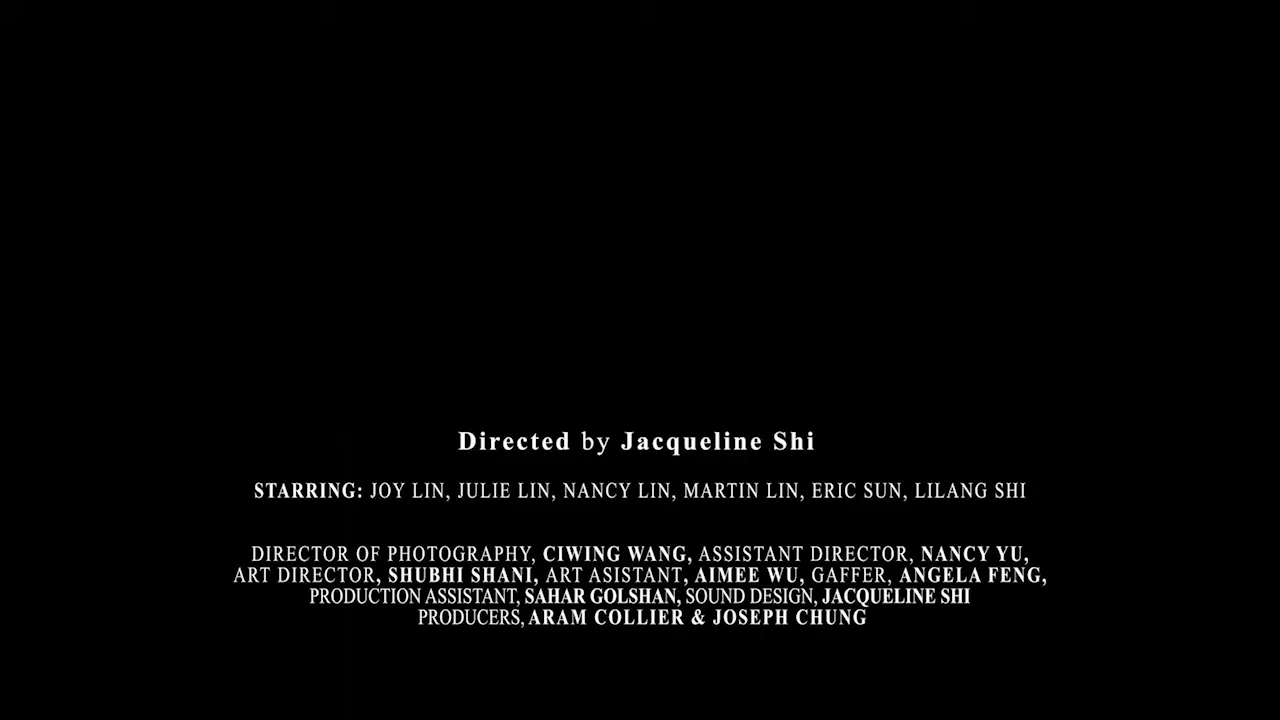 Directed by Jacqueline Shi
STARRING: JOY LIN, JULIE LIN, NANCY LIN, MARTIN LIN, ERIC SUN, LILANG SHI
DIRECTOR OF PHOTOGRAPHY, CIWING WANG, ASSISTANT DIRECTOR, NANCY YU,
ART DIRECTOR, SHUBHI SHANI, ART ASISTANT, AIMEE WU, GAFFER, ANGELA FENG,
PRODUCTION ASSISTANT, SAHAR GOLSHAN, SOUND DESIGN, JACQUELINE SHI
PRODUCERS, ARAM COLLIER & JOSEPH CHUNG